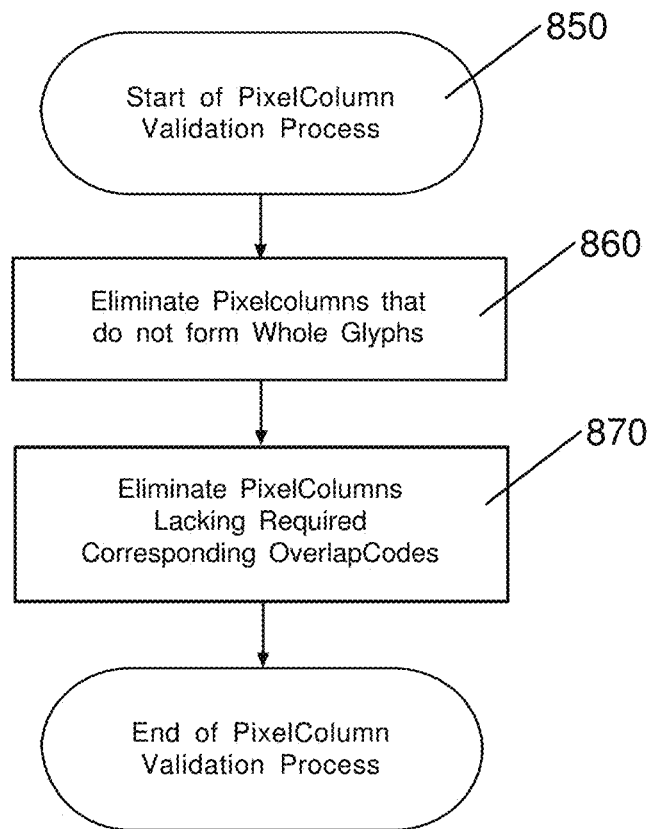 850
Start of PixelColumn
Validation Process
860
Eliminate Pixelcolumns that
do not form Whole Glyphs
870
Eliminate PixelColumns
Lacking Required
Corresponding OverlapCodes
End of PixelColumn
Validation Process